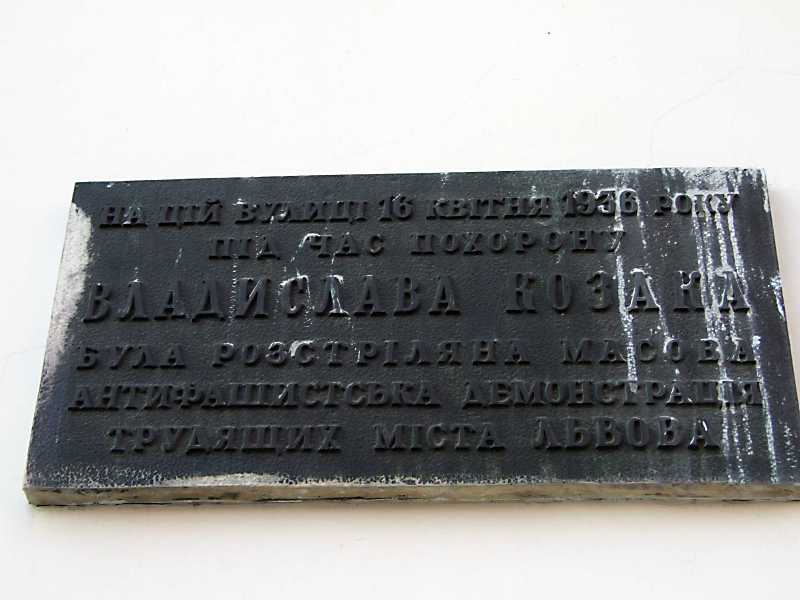 НА ЦІЙ ВУЛИЦІ 16 КВІТНЯ 1936 РОКУ
ПІД ЧАС ПОХОРОНУ
ВЛАДИСЛАВА КОЗАКА
БУЛА РОЗСТРІЛЯНА МАСОВА
АНТИФАШИСТСЬКА ДЕМОНСТРАЦІЯ
ТРУДЯЩИХ МІСТА ЛЬВОВА